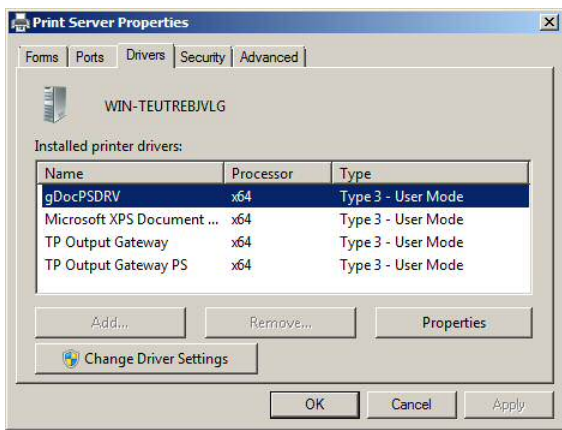 Print Server Properties
Forms Ports Drivers Security Advanced
WIN-TEUTREBJVLG
Installed printer drivers:
Name Processor Type
gDocPSDRV x64 Type 3 - User Mode
Microsoft XPS Document ... x64 Type 3 - User Mode
TP Output Gateway x64 Type 3 - User Mode
TP Output Gateway PS x64 Type 3 - User Mode
Add... Remove... Properties
Change Driver Settings
OK Cancel Apply